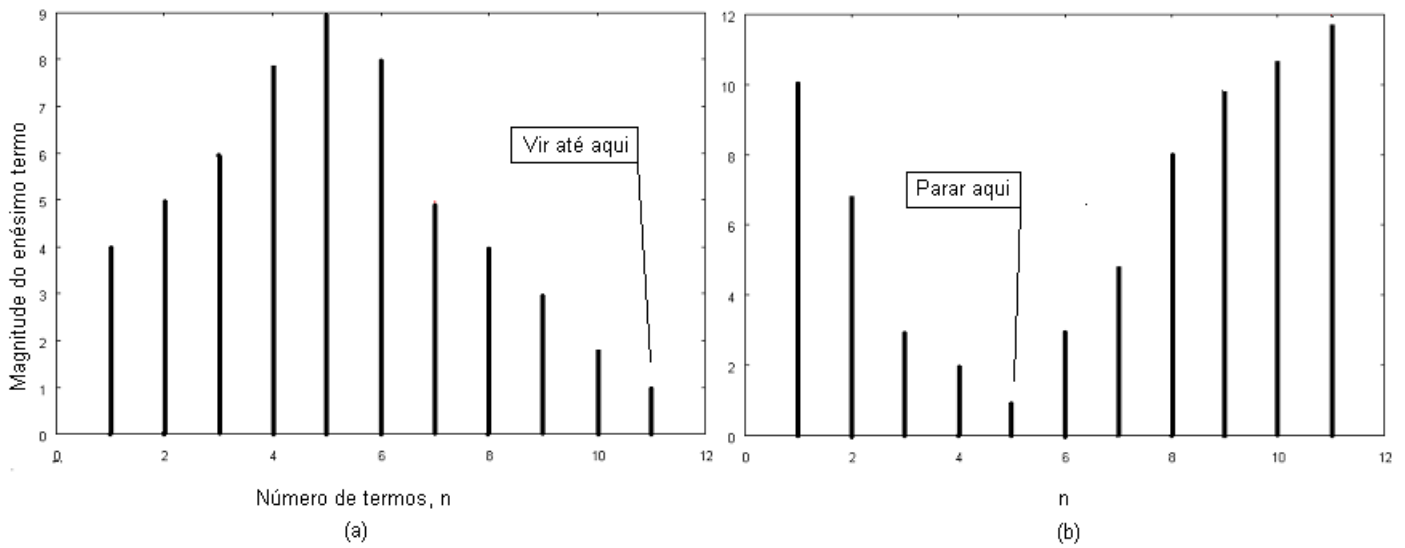 Magnitude do enésimo termo
9
8
7
6
5
4
3
2
1
0
0 2 4 6 8 10 12
Vir até aqui
Número de termos, n
(a)
12
10
8
6
4
2
0
0 2 4 6 8 10 12
Parar aqui
n
(b)